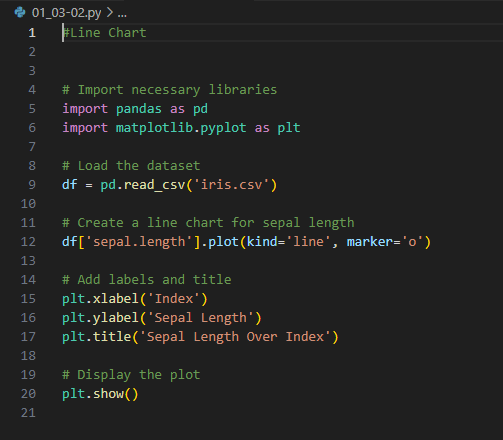 01_03-02.py > ...
1 #Line Chart
2
3
4 # Import necessary libraries
5 import pandas as pd
6 import matplotlib.pyplot as plt
7
8 # Load the dataset
9 df = pd.read_csv('iris.csv')
10
11 # Create a line chart for sepal length
12 df['sepal.length'].plot(kind='line', marker='o')
13
14 # Add labels and title
15 plt.xlabel('Index')
16 plt.ylabel('Sepal Length')
17 plt.title('Sepal Length Over Index')
18
19 # Display the plot
20 plt.show()
21